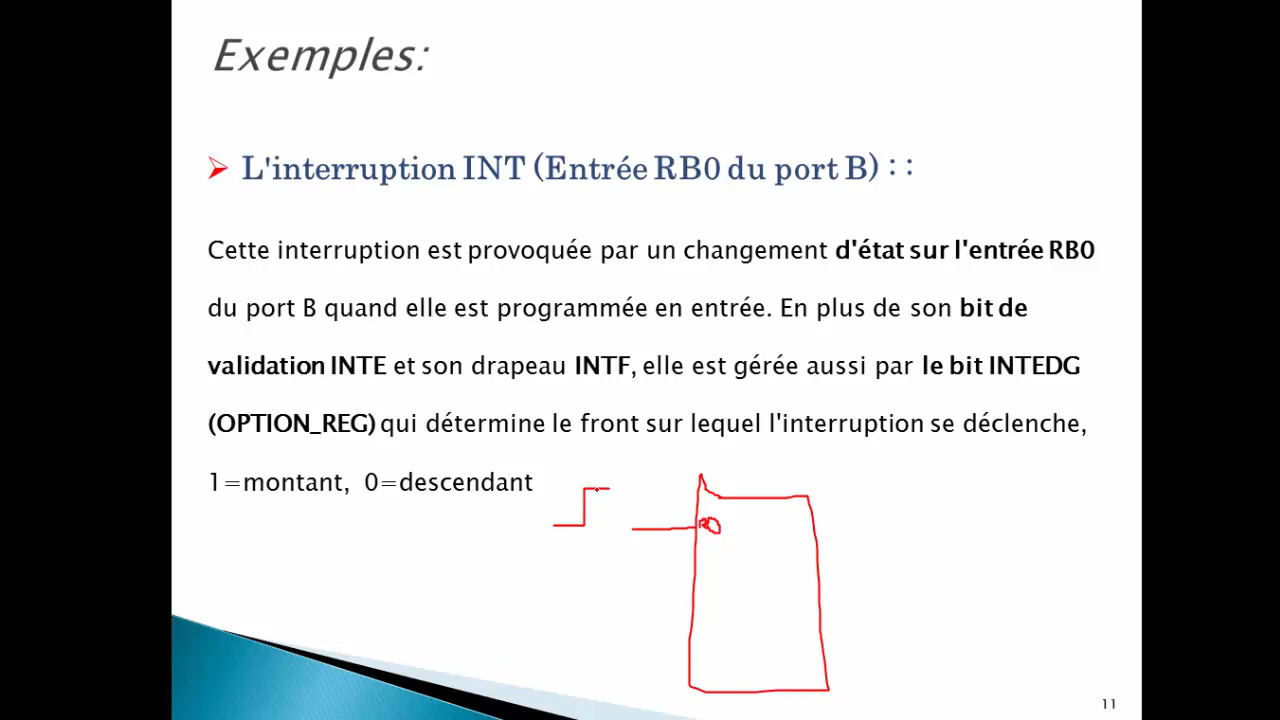 Exemples:
L'interruption INT (Entrée RB0 du port B) : :
Cette interruption est provoquée par un changement d'état sur l'entrée RB0
du port B quand elle est programmée en entrée. En plus de son bit de
validation INTE et son drapeau INTF, elle est gérée aussi par le bit INTEDG
(OPTION_REG) qui détermine le front sur lequel l'interruption se déclenche,
1=montant, 0=descendant
11